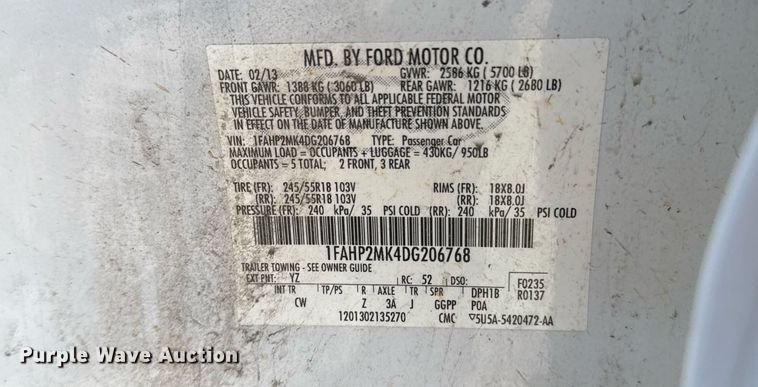 MFD. BY FORD MOTOR CO.
DATE: 02/13 GVWR: 2586 KG ( 5700 LB)
FRONT GAWR: 1388 KG ( 3060 LB) REAR GAWR: 1216 KG ( 2680 LB)
THIS VEHICLE CONFORMS TO ALL APPLICABLE FEDERAL MOTOR
VEHICLE SAFETY, BUMPER, AND THEFT PREVENTION STANDARDS
IN EFFECT ON THE DATE OF MANUFACTURE SHOWN ABOVE.
VIN: 1FAHP2MK4DG206768 TYPE: Passenger Car
MAXIMUM LOAD = OCCUPANTS + LUGGAGE = 430KG/ 950LB
OCCUPANTS = 5 TOTAL: 2 FRONT, 3 REAR
TIRE (FR): 245/55R18 103V RIMS (FR): 18X8.0J
(RR): 245/55R18 103V (RR): 18X8.0J
PRESSURE (FR): 240 kPa/ 35 PSI COLD (RR): 240 kPa/ 35 PSI COLD
1FAHP2MK4DG206768
TRAILER TOWING - SEE OWNER GUIDE
EXT PNT: YZ RC: 52 DSO: F0235
INT TR TP/PS R AXLE TR SPR DPH1B R0137
CW Z 3A J GGPP POA
1201302135270 CMC ▽5U5A-5420472-AA
Purple Wave Auction